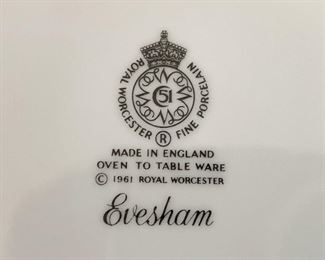 ROYAL WORCESTER FINE PORCELAIN
51
®
MADE IN ENGLAND
OVEN TO TABLE WARE
© 1961 ROYAL WORCESTER
Evesham